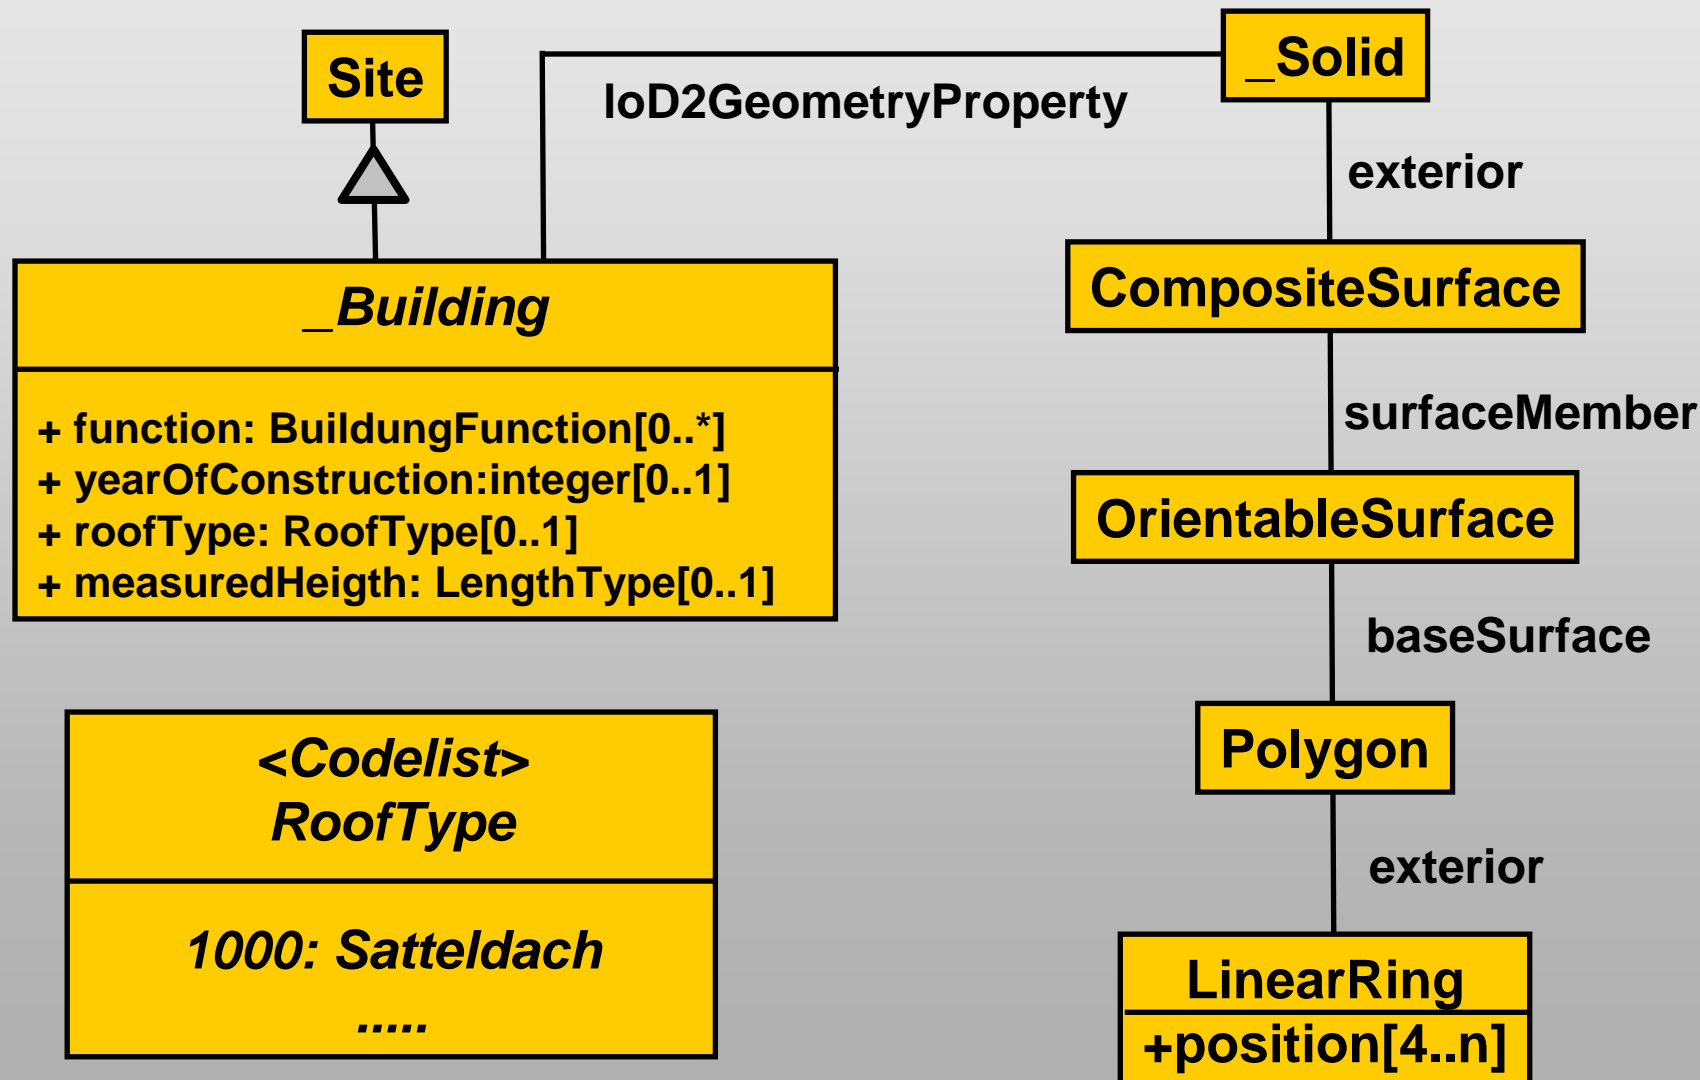 Site
_Solid
loD2GeometryProperty
exterior
_Building
CompositeSurface
+ function: BuildungFunction[0..*]
+ yearOfConstruction:integer[0..1]
+ roofType: RoofType[0..1]
+ measuredHeigth: LengthType[0..1]
surfaceMember
OrientableSurface
baseSurface
<Codelist>
RoofType
1000: Satteldach
.....
Polygon
exterior
LinearRing
+position[4..n]